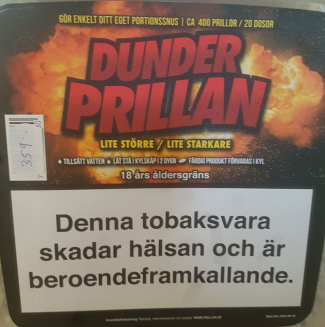 GÖR ENKELT DITT EGET PORTIONSSNUS | CA 400 PRILLOR / 20 DOSOR
DUNDER
PRILLAN
LITE STÖRRE / LITE STARKARE
359:-
• TILLSÄTT VATTEN • LÅT STÅ I KYLSKÅP I 2 DYGN FÄRDIG PRODUKT FÖRVARAS I KYL
18 års åldersgräns
Denna tobaksvara
skadar hälsan och är
beroendeframkallande.